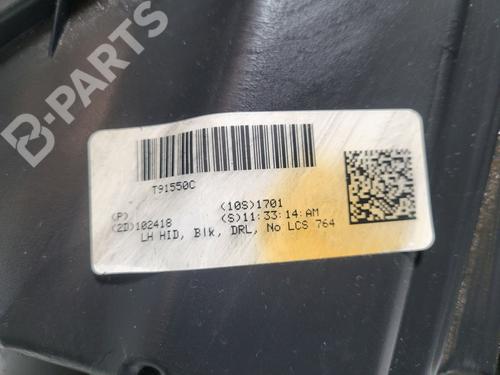 B-PARTS
T91550C
(P) (10S)1701
(2D)102418 (S)11:33:14:AM
LH HID, Blk, DRL, No LCS 764